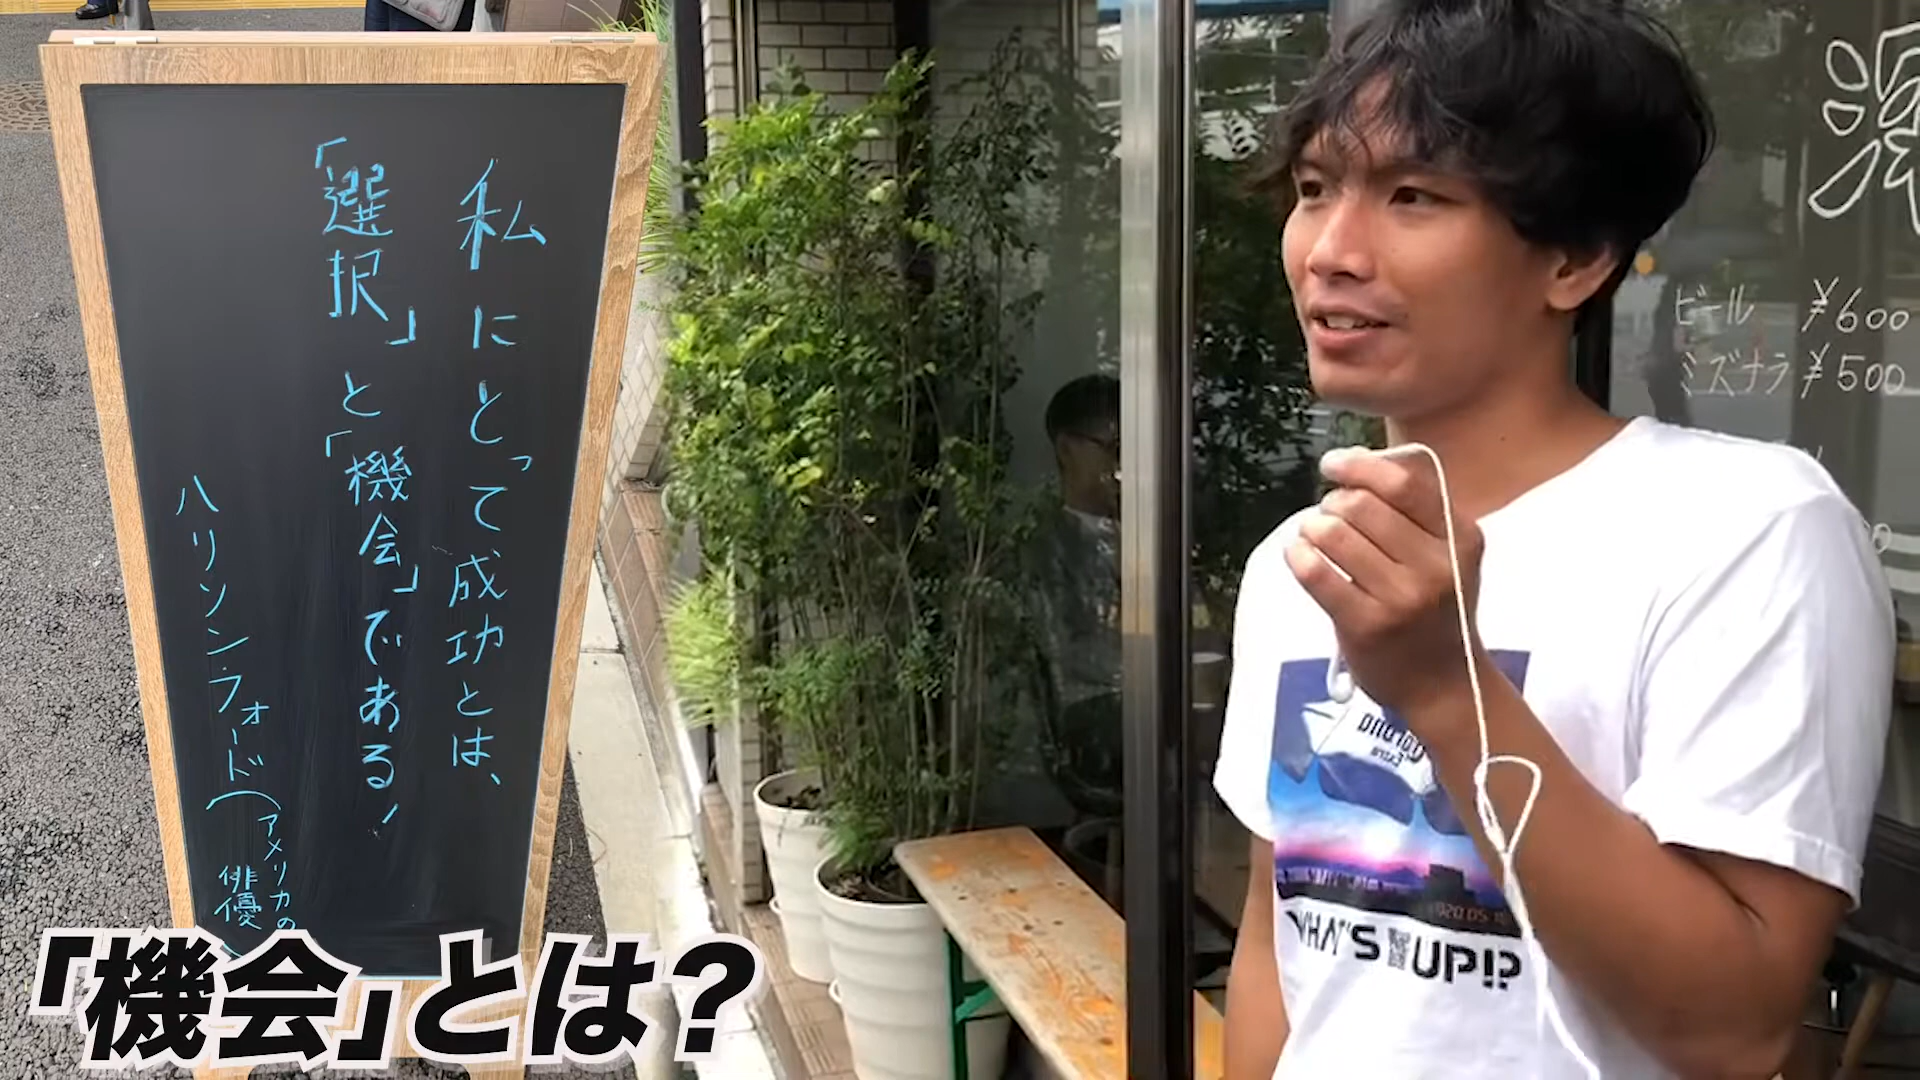 私にとって成功とは、
「選択」と「機会」である!
ハリソン・フォード(アメリカの
俳優)
「機会」とは?
ビール ¥600
ミズナラ ¥500
Corona
Extra
WHAT'S UP!?